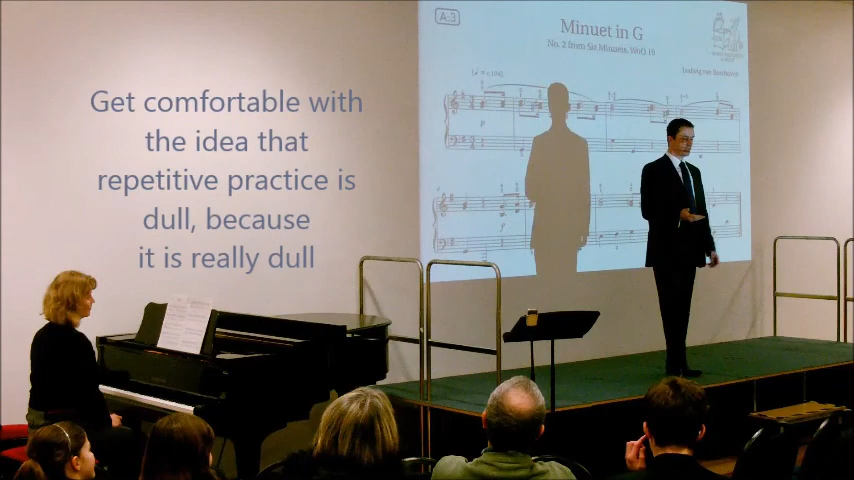 Get comfortable with
the idea that
repetitive practice is
dull, because
it is really dull
A:3
Minuet in G
No. 2 from Six Minuets, WoO 10
Ludwig van Beethoven